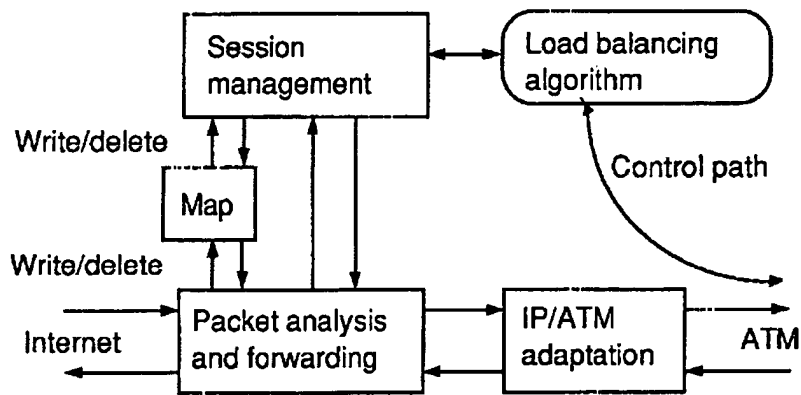 Session
management
Load balancing
algorithm
Write/delete
Control path
Map
Write/delete
Packet analysis
and forwarding
IP/ATM
adaptation
Internet
ATM